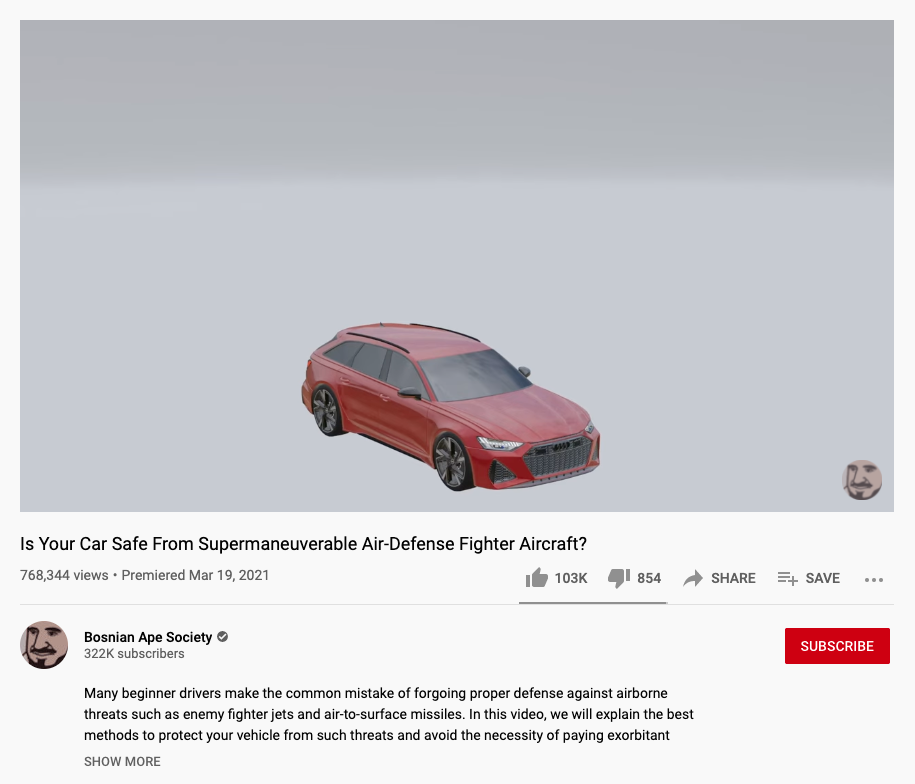 Is Your Car Safe From Supermaneuverable Air-Defense Fighter Aircraft?
768,344 views • Premiered Mar 19, 2021
103K
854
SHARE
SAVE
Bosnian Ape Society
322K subscribers
SUBSCRIBE
Many beginner drivers make the common mistake of forgoing proper defense against airborne
threats such as enemy fighter jets and air-to-surface missiles. In this video, we will explain the best
methods to protect your vehicle from such threats and avoid the necessity of paying exorbitant
SHOW MORE